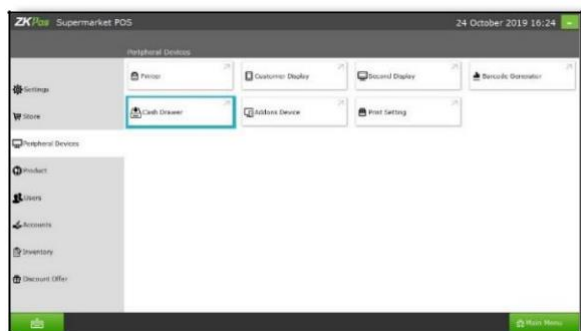 ZKPos Supermarket POS
24 October 2019 16:24
Peripheral Devices
Printer
Customer Display
Second Display
Barcode Generator
Cash Drawer
Addons Device
Post Setting
Settings
Store
Peripheral Devices
Product
Users
Accounts
Inventory
Discount Offer
Main Menu